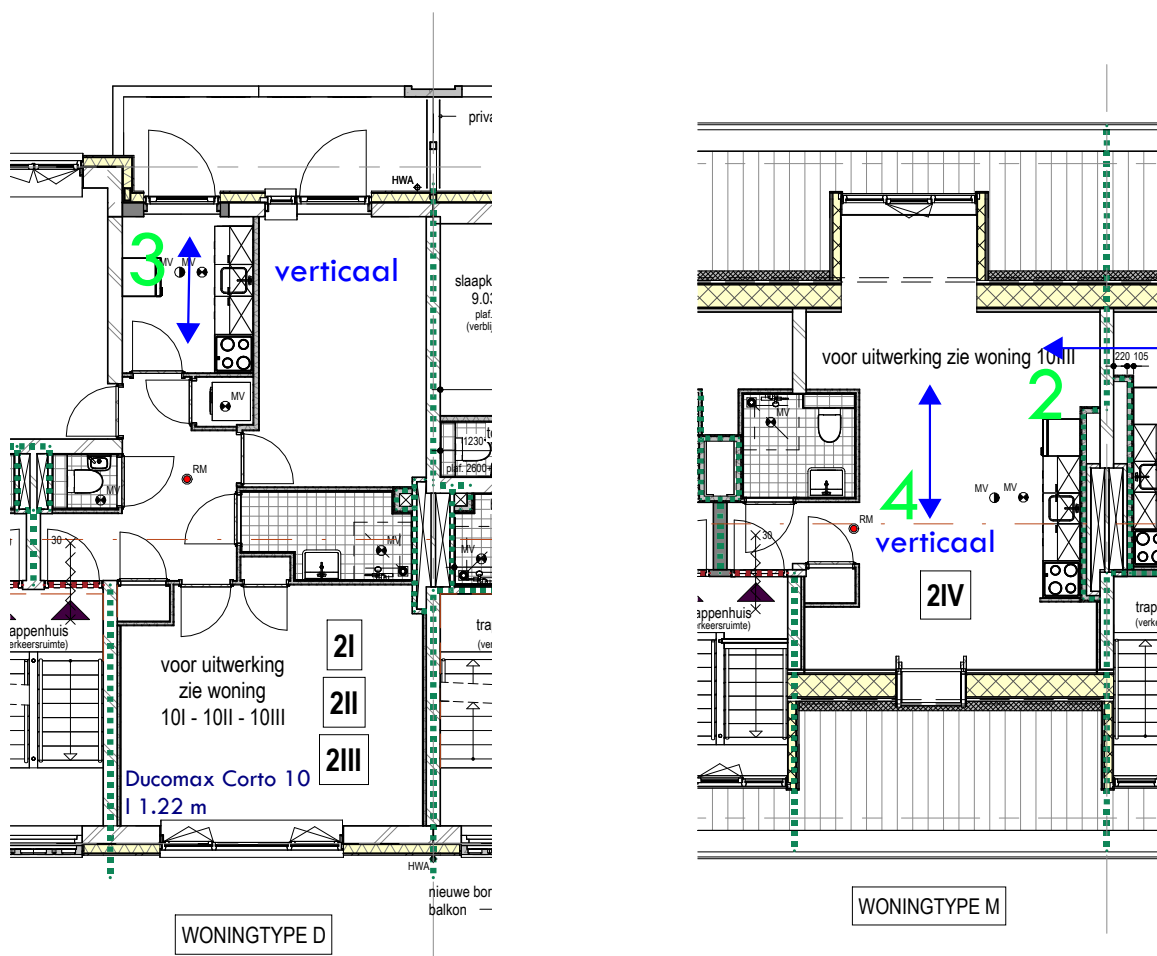 priva
HWA
3
MV
MV
verticaal
slaapk
9.03
plaf.
(verblij
MV
1230
plaf. 2600+
RM
MV
30
MV
MV
appenhuis
erkeersruimte)
voor uitwerking
zie woning
10I - 10II - 10III
2I
2II
2III
tra
(ver
Ducomax Corto 10
l 1.22 m
HWA
nieuwe bor
balkon
WONINGTYPE D
voor uitwerking zie woning 10III
220
105
2
MV
4
MV
MV
RM
verticaal
30
2IV
appenhuis
erkeersruimte)
trap
(verke
WONINGTYPE M